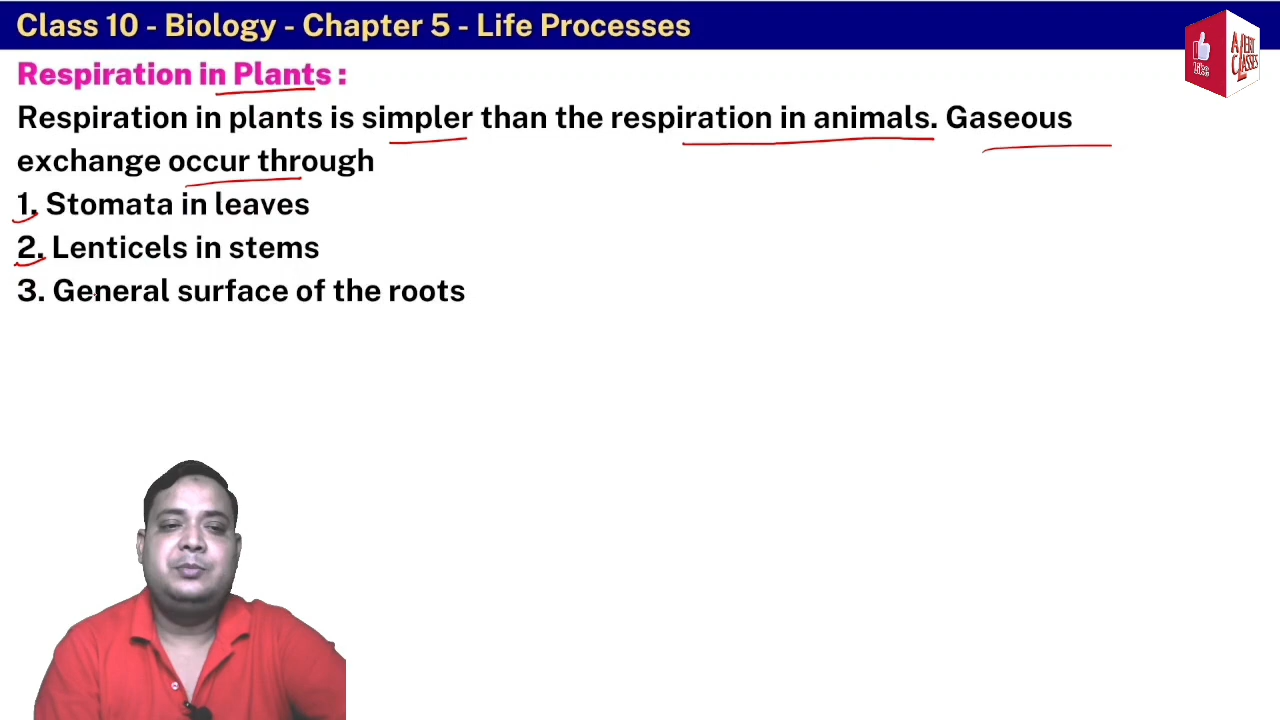 Class 10 - Biology - Chapter 5 - Life Processes
Respiration in Plants :
Respiration in plants is simpler than the respiration in animals. Gaseous
exchange occur through
1. Stomata in leaves
2. Lenticels in stems
3. General surface of the roots
like